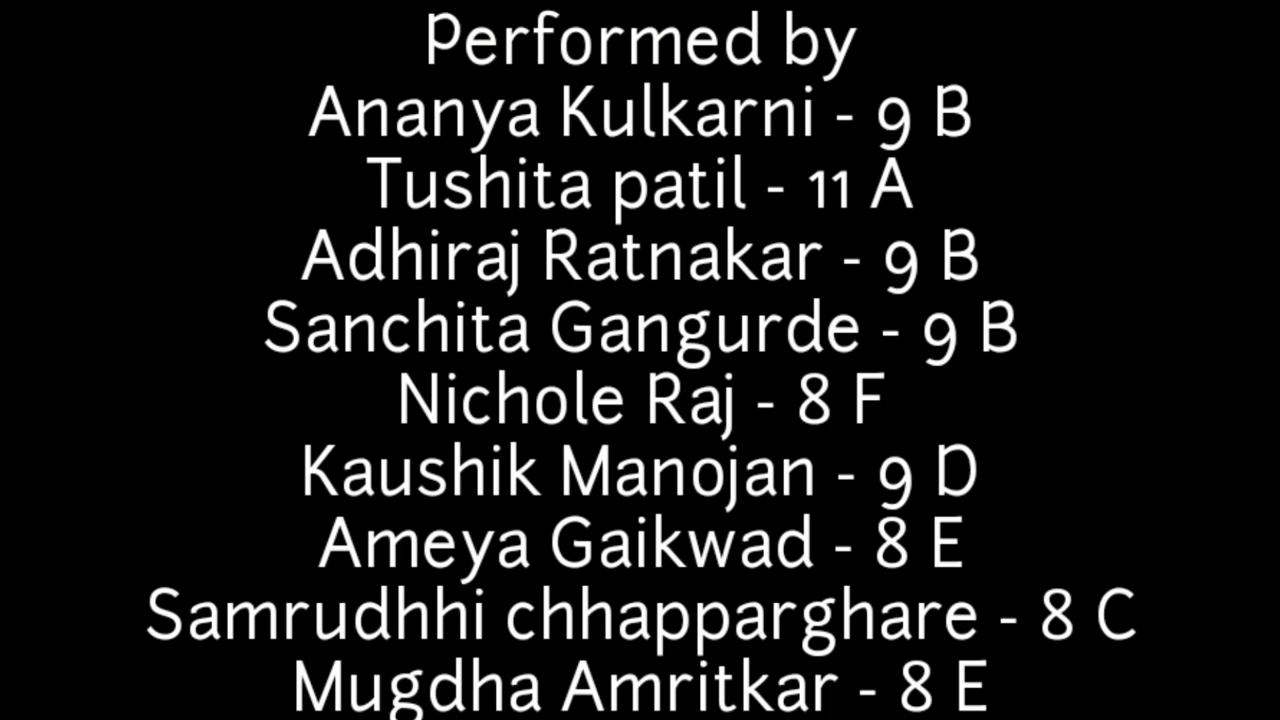 Performed by
Ananya Kulkarni - 9 B
Tushita patil - 11 A
Adhiraj Ratnakar - 9 B
Sanchita Gangurde - 9 B
Nichole Raj - 8 F
Kaushik Manojan - 9 D
Ameya Gaikwad - 8 E
Samrudhhi chhapparghare - 8 C
Mugdha Amritkar - 8 E